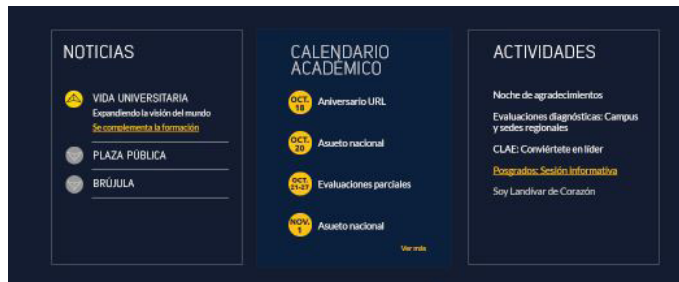 NOTICIAS
VIDA UNIVERSITARIA
Expandiendo la visión del mundo
Se complementa la formación
PLAZA PÚBLICA
BRÚJULA
CALENDARIO
ACADÉMICO
OCT.
18
Aniversario URL
OCT.
20
Asueto nacional
OCT.
21-27
Evaluaciones parciales
NOV.
1
Asueto nacional
Ver más
ACTIVIDADES
Noche de agradecimientos
Evaluaciones diagnósticas: Campus
y sedes regionales
CLAE: Conviértete en líder
Posgrados: Sesión informativa
Soy Landívar de Corazón